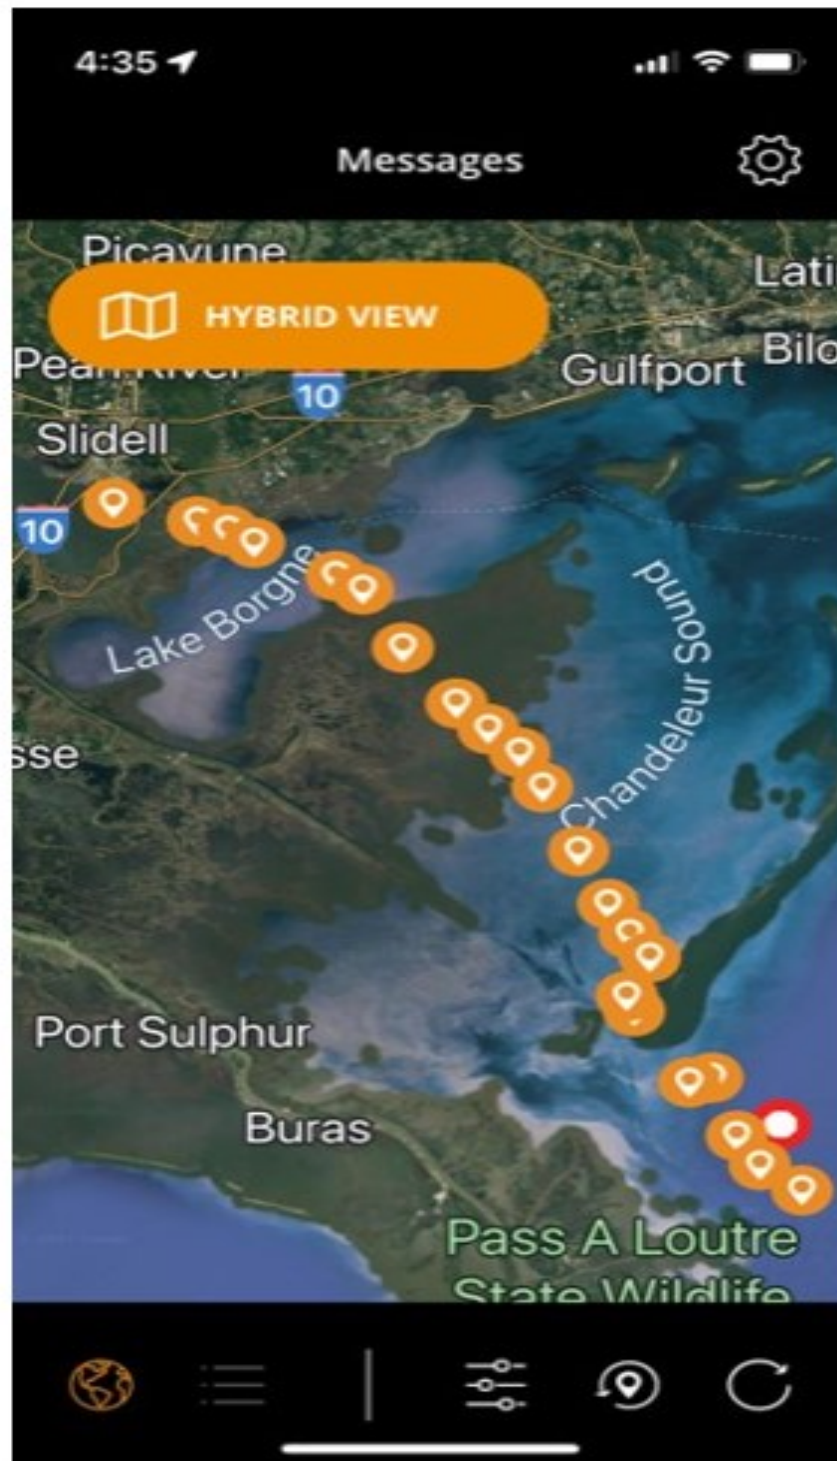 4:35
Messages
Picayune
HYBRID VIEW
Lati
Pearl River
10
Gulfport
Bilo
Slidell
10
Lake Borgne
Chandeleur Sound
sse
Port Sulphur
Buras
Pass A Loutre
State Wildlife